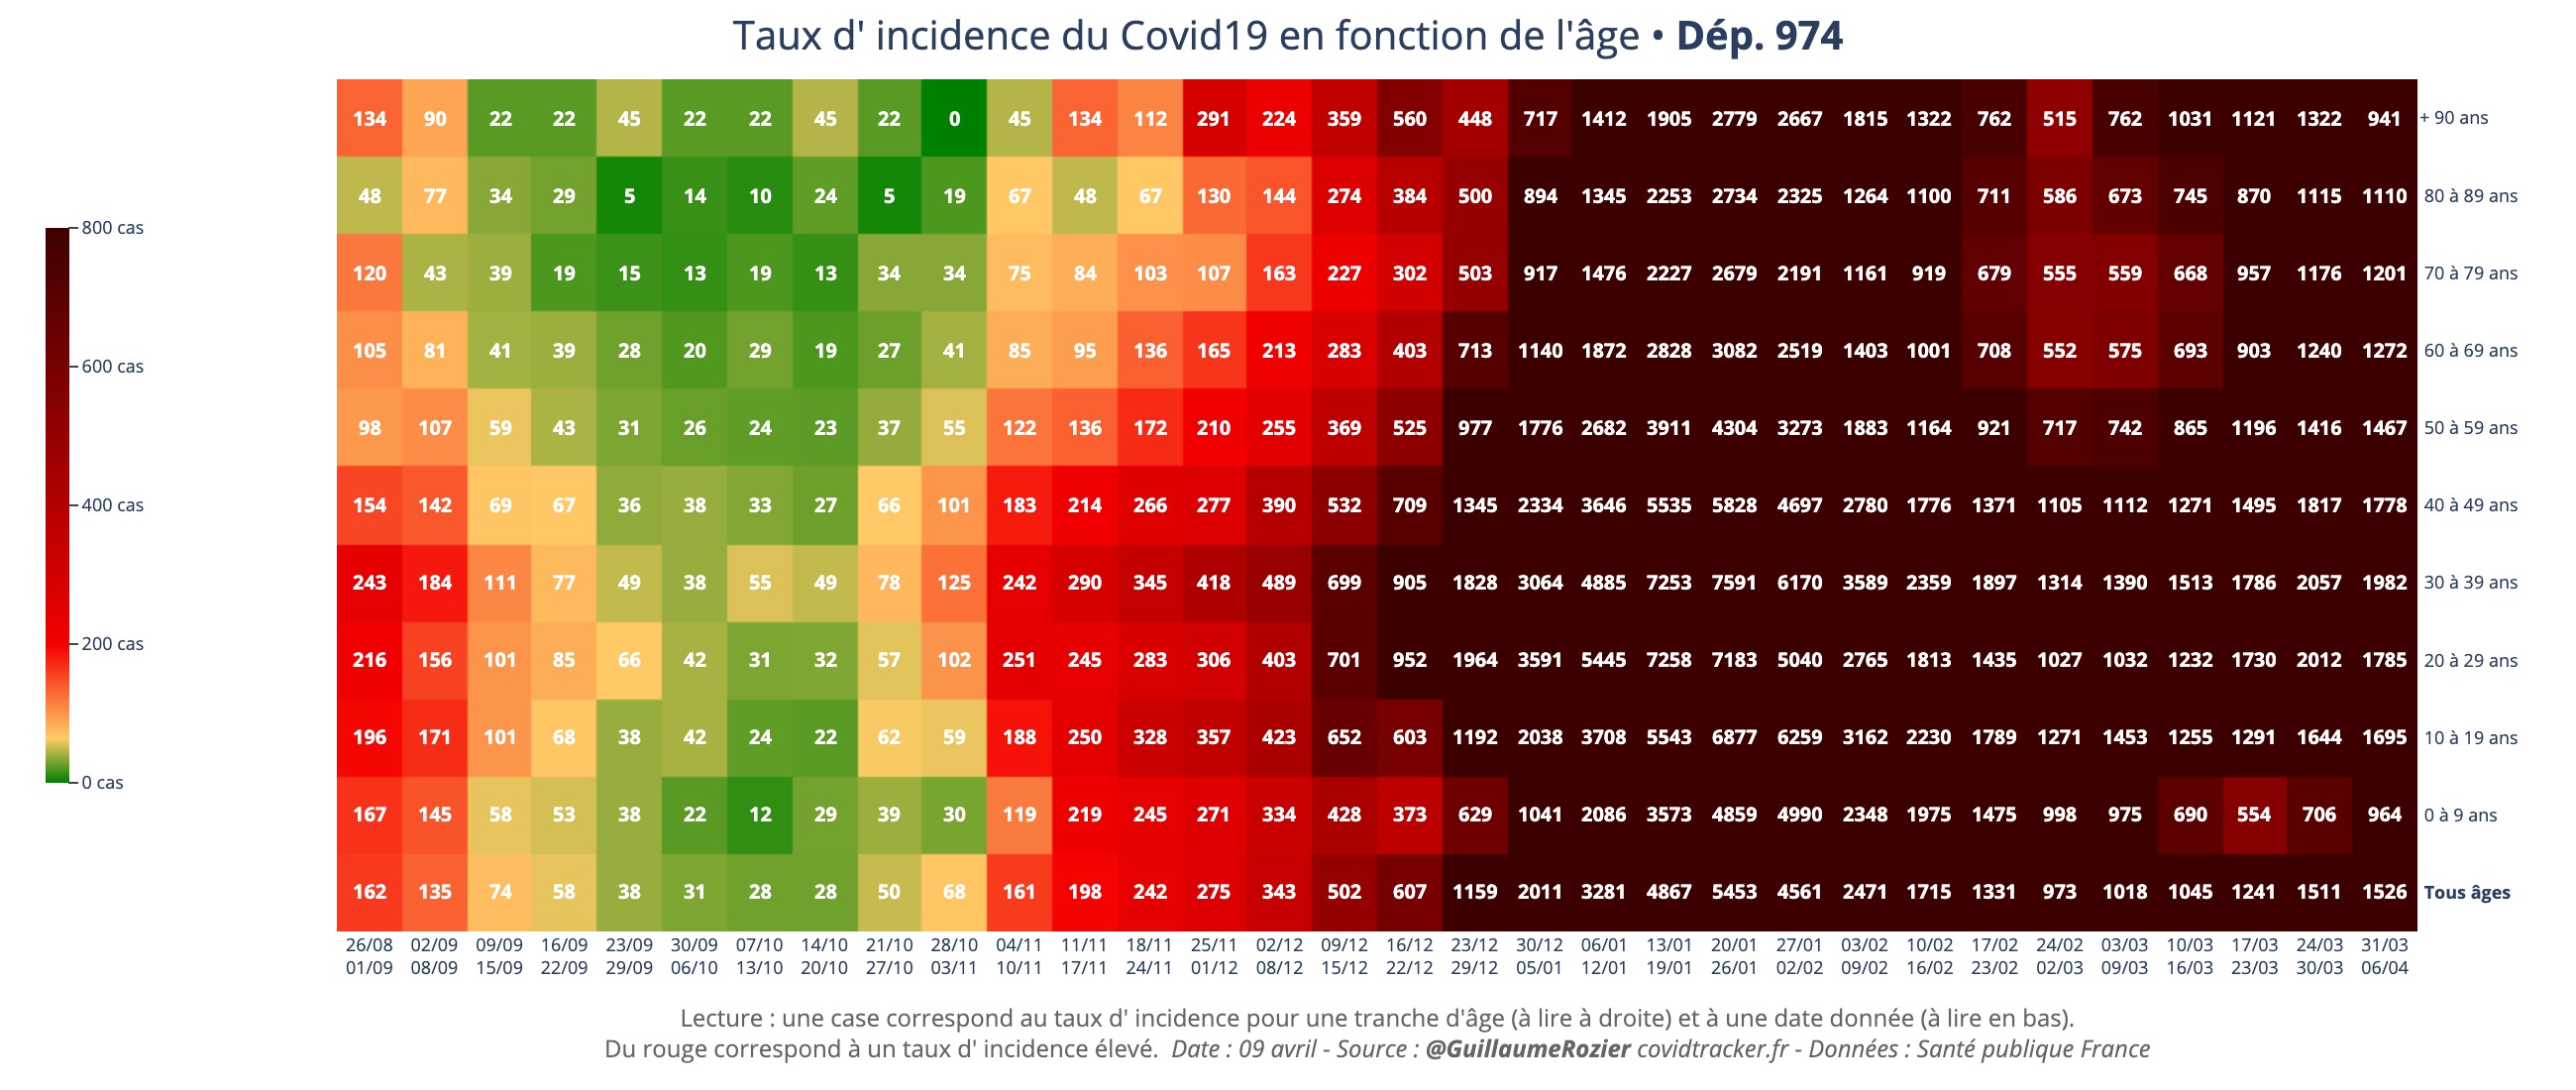 Taux d' incidence du Covid19 en fonction de l'âge • Dép. 974
134 90 22 22 45 22 22 45 22 0 45 134 112 291 224 359 560 448 717 1412 1905 2779 2667 1815 1322 762 515 762 1031 1121 1322 941 + 90 ans
48 77 34 29 5 14 10 24 5 19 67 48 67 130 144 274 384 500 894 1345 2253 2734 2325 1264 1100 711 586 673 745 870 1115 1110 80 à 89 ans
800 cas
120 43 39 19 15 13 19 13 34 34 75 84 103 107 163 227 302 503 917 1476 2227 2679 2191 1161 919 679 555 559 668 957 1176 1201 70 à 79 ans
105 81 41 39 28 20 29 19 27 41 85 95 136 165 213 283 403 713 1140 1872 2828 3082 2519 1403 1001 708 552 575 693 903 1240 1272 60 à 69 ans
600 cas
98 107 59 43 31 26 24 23 37 55 122 136 172 210 255 369 525 977 1776 2682 3911 4304 3273 1883 1164 921 717 742 865 1196 1416 1467 50 à 59 ans
400 cas
154 142 69 67 36 38 33 27 66 101 183 214 266 277 390 532 709 1345 2334 3646 5535 5828 4697 2780 1776 1371 1105 1112 1271 1495 1817 1778 40 à 49 ans
243 184 111 77 49 38 55 49 78 125 242 290 345 418 489 699 905 1828 3064 4885 7253 7591 6170 3589 2359 1897 1314 1390 1513 1786 2057 1982 30 à 39 ans
200 cas
216 156 101 85 66 42 31 32 57 102 251 245 283 306 403 701 952 1964 3591 5445 7258 7183 5040 2765 1813 1435 1027 1032 1232 1730 2012 1785 20 à 29 ans
196 171 101 68 38 42 24 22 62 59 188 250 328 357 423 652 603 1192 2038 3708 5543 6877 6259 3162 2230 1789 1271 1453 1255 1291 1644 1695 10 à 19 ans
0 cas
167 145 58 53 38 22 12 29 39 30 119 219 245 271 334 428 373 629 1041 2086 3573 4859 4990 2348 1975 1475 998 975 690 554 706 964 0 à 9 ans
162 135 74 58 38 31 28 28 50 68 161 198 242 275 343 502 607 1159 2011 3281 4867 5453 4561 2471 1715 1331 973 1018 1045 1241 1511 1526 Tous âges
26/08 02/09 09/09 16/09 23/09 30/09 07/10 14/10 21/10 28/10 04/11 11/11 18/11 25/11 02/12 09/12 16/12 23/12 30/12 06/01 13/01 20/01 27/01 03/02 10/02 17/02 24/02 03/03 10/03 17/03 24/03 31/03
01/09 08/09 15/09 22/09 29/09 06/10 13/10 20/10 27/10 03/11 10/11 17/11 24/11 01/12 08/12 15/12 22/12 29/12 05/01 12/01 19/01 26/01 02/02 09/02 16/02 23/02 02/03 09/03 16/03 23/03 30/03 06/04
Lecture : une case correspond au taux d' incidence pour une tranche d'âge (à lire à droite) et à une date donnée (à lire en bas).
Du rouge correspond à un taux d' incidence élevé. Date : 09 avril - Source : @GuillaumeRozier covidtracker.fr - Données : Santé publique France